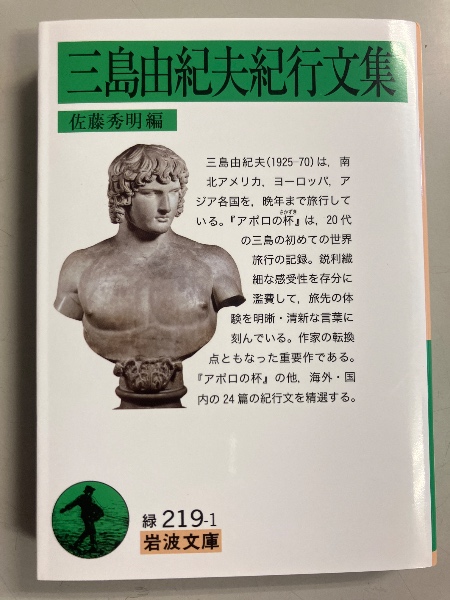 三島由紀夫紀行文集
佐藤秀明編
三島由紀夫(1925-70)は，南
北アメリカ，ヨーロッパ，ア
ジア各国を，晩年まで旅行して
いる。『アポロの杯』は，20代
さかずき
の三島の初めての世界
旅行の記録。鋭利繊
細な感受性を存分に
濫費して，旅先の体
験を明晰・清新な言葉に
刻んでいる。作家の転換
点ともなった重要作である。
『アポロの杯』の他，海外・国
内の24篇の紀行文を精選する。
緑219-1
岩波文庫